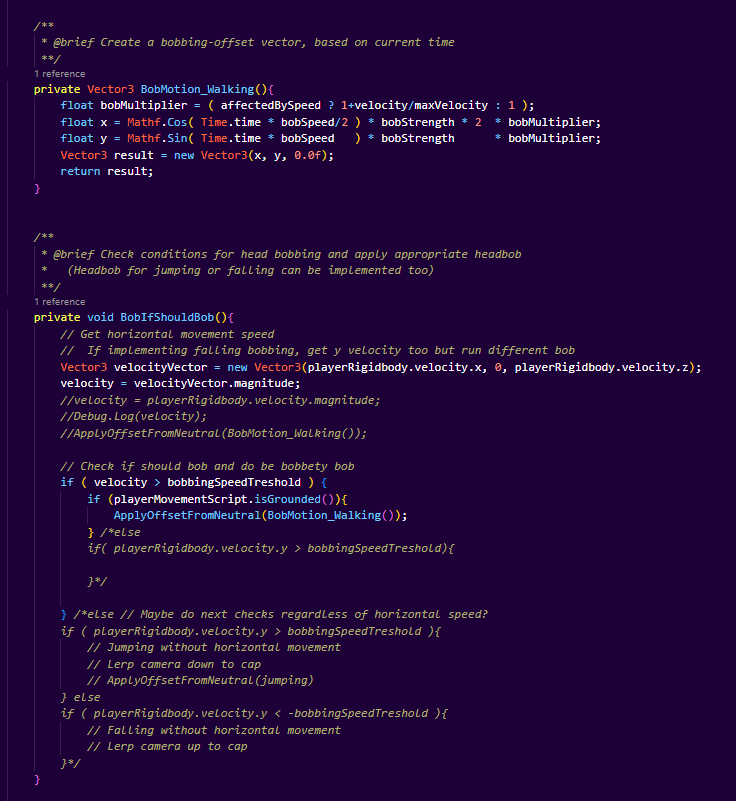 /**
 * @brief Create a bobbing-offset vector, based on current time
 **/
1 reference
private Vector3 BobMotion_Walking(){
    float bobMultiplier = ( affectedBySpeed ? 1+velocity/maxVelocity : 1 );
    float x = Mathf.Cos( Time.time * bobSpeed/2 ) * bobStrength * 2  * bobMultiplier;
    float y = Mathf.Sin( Time.time * bobSpeed   ) * bobStrength      * bobMultiplier;
    Vector3 result = new Vector3(x, y, 0.0f);
    return result;
}
/**
 * @brief Check conditions for head bobbing and apply appropriate headbob
 *   (Headbob for jumping or falling can be implemented too)
 **/
1 reference
private void BobIfShouldBob(){
    // Get horizontal movement speed
    //  If implementing falling bobbing, get y velocity too but run different bob
    Vector3 velocityVector = new Vector3(playerRigidbody.velocity.x, 0, playerRigidbody.velocity.z);
    velocity = velocityVector.magnitude;
    //velocity = playerRigidbody.velocity.magnitude;
    //Debug.Log(velocity);
    //ApplyOffsetFromNeutral(BobMotion_Walking());
    // Check if should bob and do be bobbety bob
    if ( velocity > bobbingSpeedTreshold ) {
        if (playerMovementScript.isGrounded()){
            ApplyOffsetFromNeutral(BobMotion_Walking());
        } /*else
        if( playerRigidbody.velocity.y > bobbingSpeedTreshold){
        }*/
    } /*else // Maybe do next checks regardless of horizontal speed?
    if ( playerRigidbody.velocity.y > bobbingSpeedTreshold ){
        // Jumping without horizontal movement
        // Lerp camera down to cap
        // ApplyOffsetFromNeutral(jumping)
    } else
    if ( playerRigidbody.velocity.y < -bobbingSpeedTreshold ){
        // Falling without horizontal movement
        // Lerp camera up to cap
    }*/
}